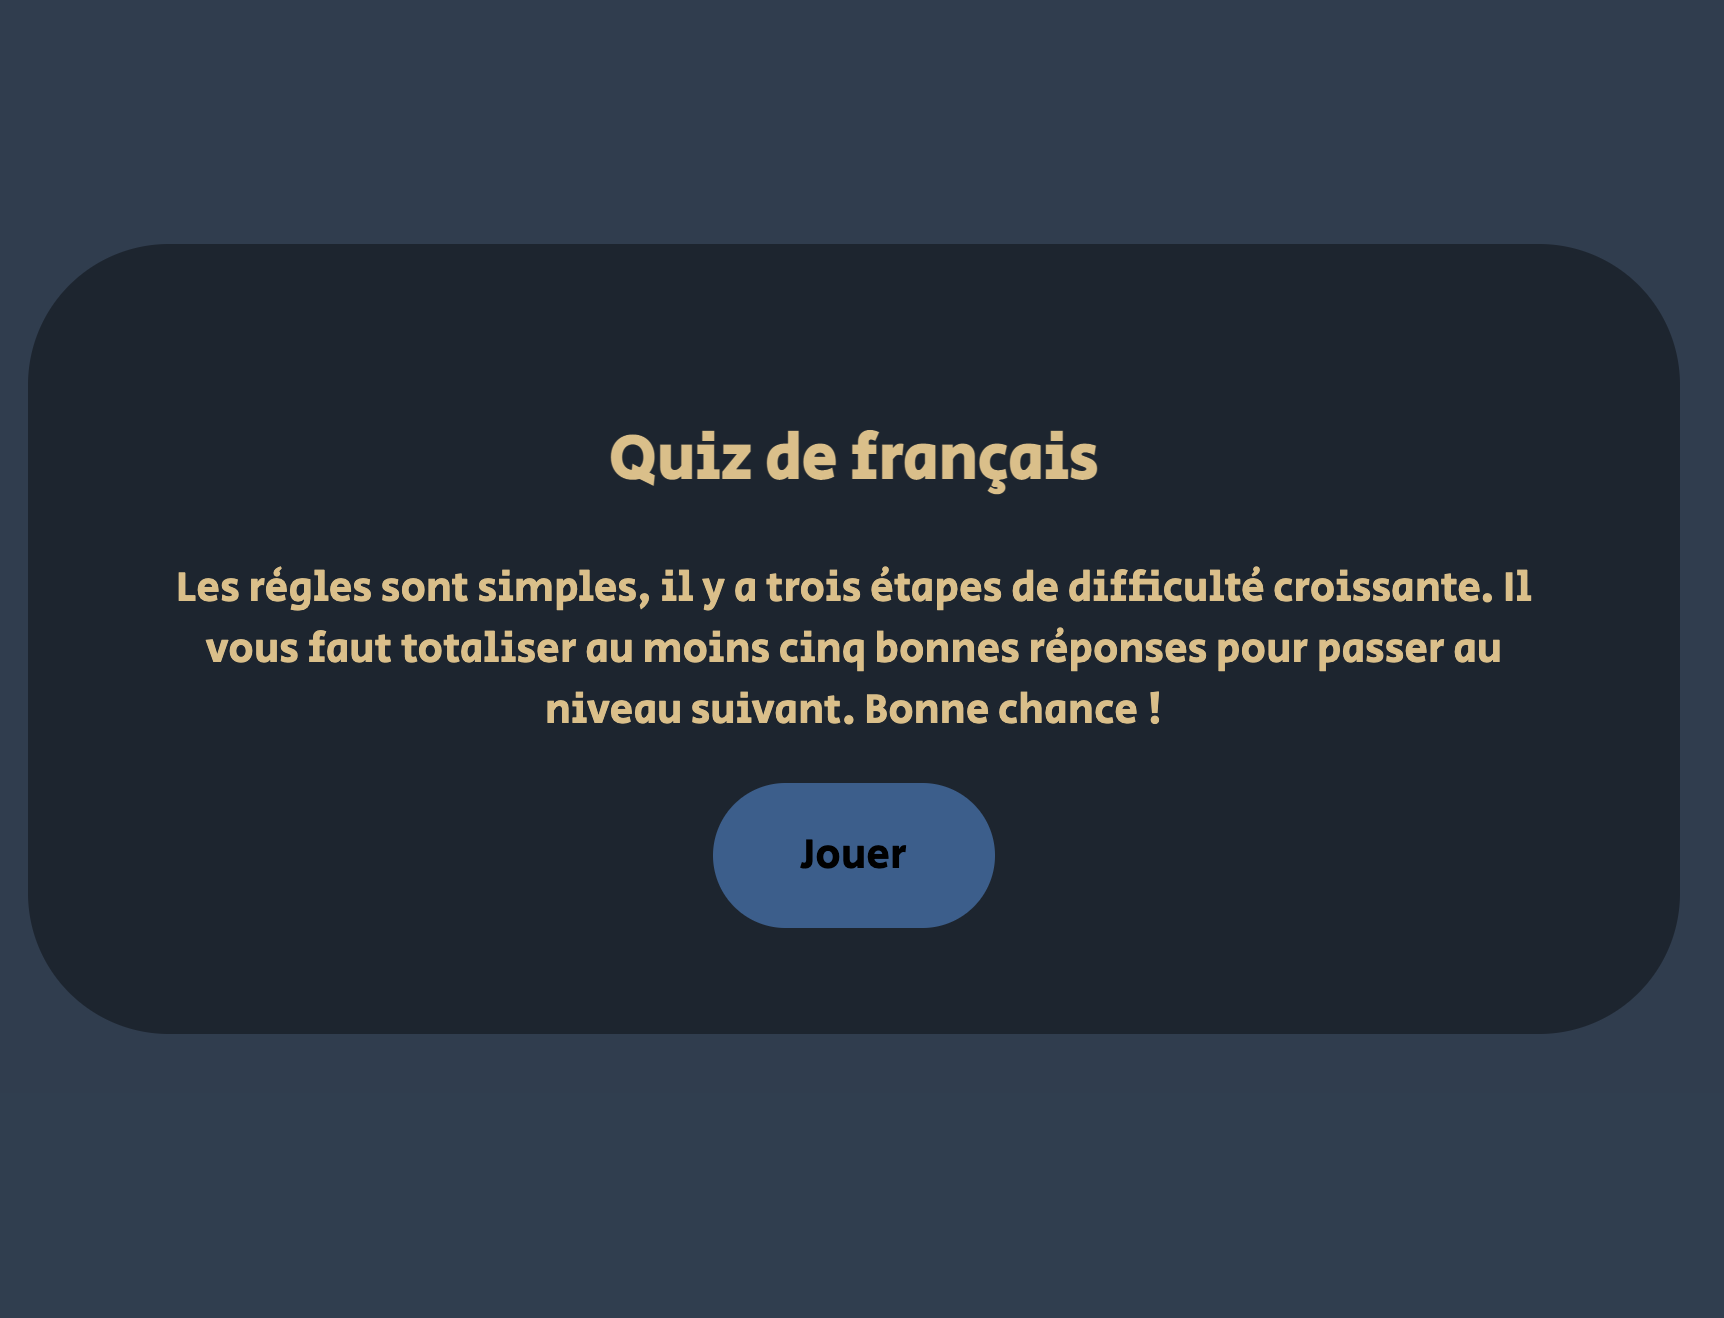 Quiz de français
Les régles sont simples, il y a trois étapes de difficulté croissante. Il
vous faut totaliser au moins cinq bonnes réponses pour passer au
niveau suivant. Bonne chance !
Jouer